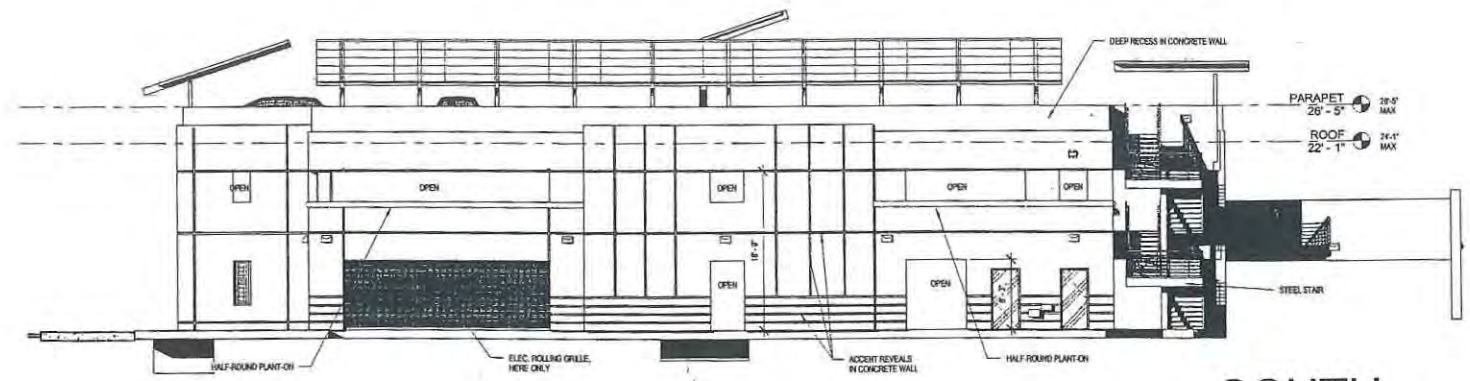 DEEP RECESS IN CONCRETE WALL
PARAPET
26' - 5"
26'-5"
MAX
ROOF
22' - 1"
24'-1"
MAX
OPEN
OPEN
OPEN
OPEN
OPEN
OPEN
OPEN
STEEL STAIR
HALF-ROUND PLANT-ON
ELEC. ROLLING GRILLE,
HERE ONLY
ACCENT REVEALS
IN CONCRETE WALL
HALF-ROUND PLANT-ON